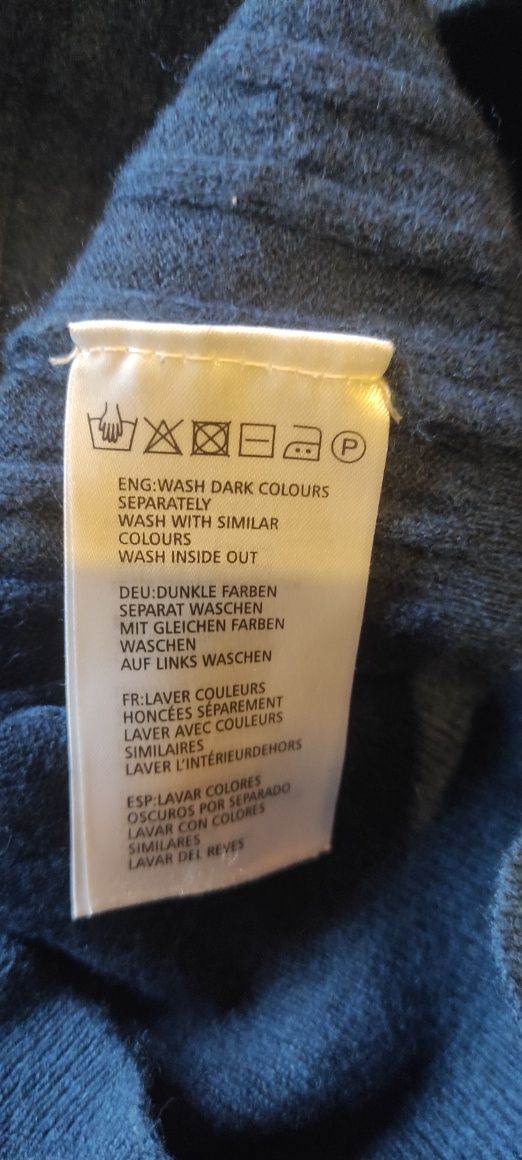 P
ENG:WASH DARK COLOURS
SEPARATELY
WASH WITH SIMILAR
COLOURS
WASH INSIDE OUT
DEU:DUNKLE FARBEN
SEPARAT WASCHEN
MIT GLEICHEN FARBEN
WASCHEN
AUF LINKS WASCHEN
FR:LAVER COULEURS
HONCÉES SÉPAREMENT
LAVER AVEC COULEURS
SIMILAIRES
LAVER L'INTÉRIEURDEHORS
ESP:LAVAR COLORES
OSCUROS POR SEPARADO
LAVAR CON COLORES
SIMILARES
LAVAR DEL REVES